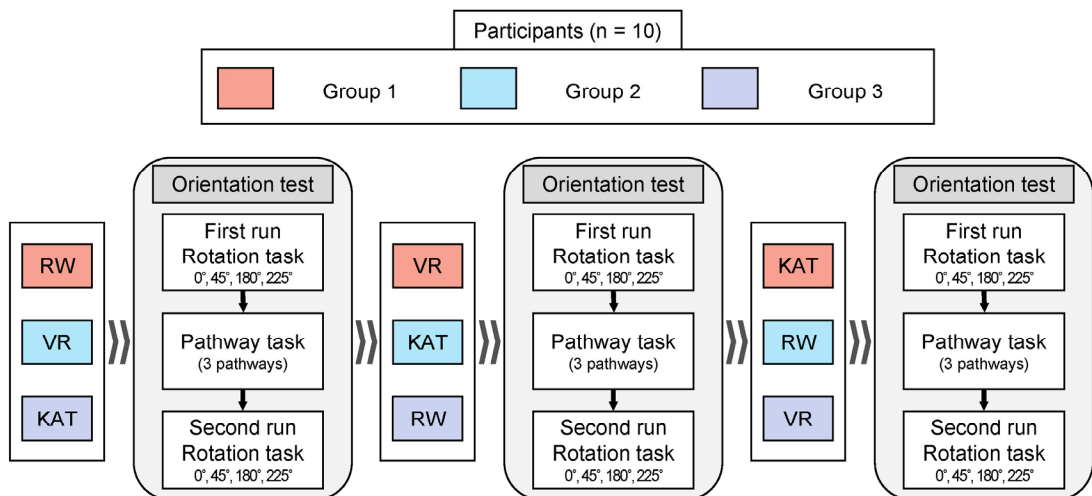 Participants (n = 10)
Group 1
Group 2
Group 3
RW
VR
KAT
Orientation test
First run
Rotation task
0°, 45°, 180°, 225°
Pathway task
(3 pathways)
Second run
Rotation task
0°, 45°, 180°, 225°
VR
KAT
RW
Orientation test
First run
Rotation task
0°, 45°, 180°, 225°
Pathway task
(3 pathways)
Second run
Rotation task
0°, 45°, 180°, 225°
KAT
RW
VR
Orientation test
First run
Rotation task
0°, 45°, 180°, 225°
Pathway task
(3 pathways)
Second run
Rotation task
0°, 45°, 180°, 225°